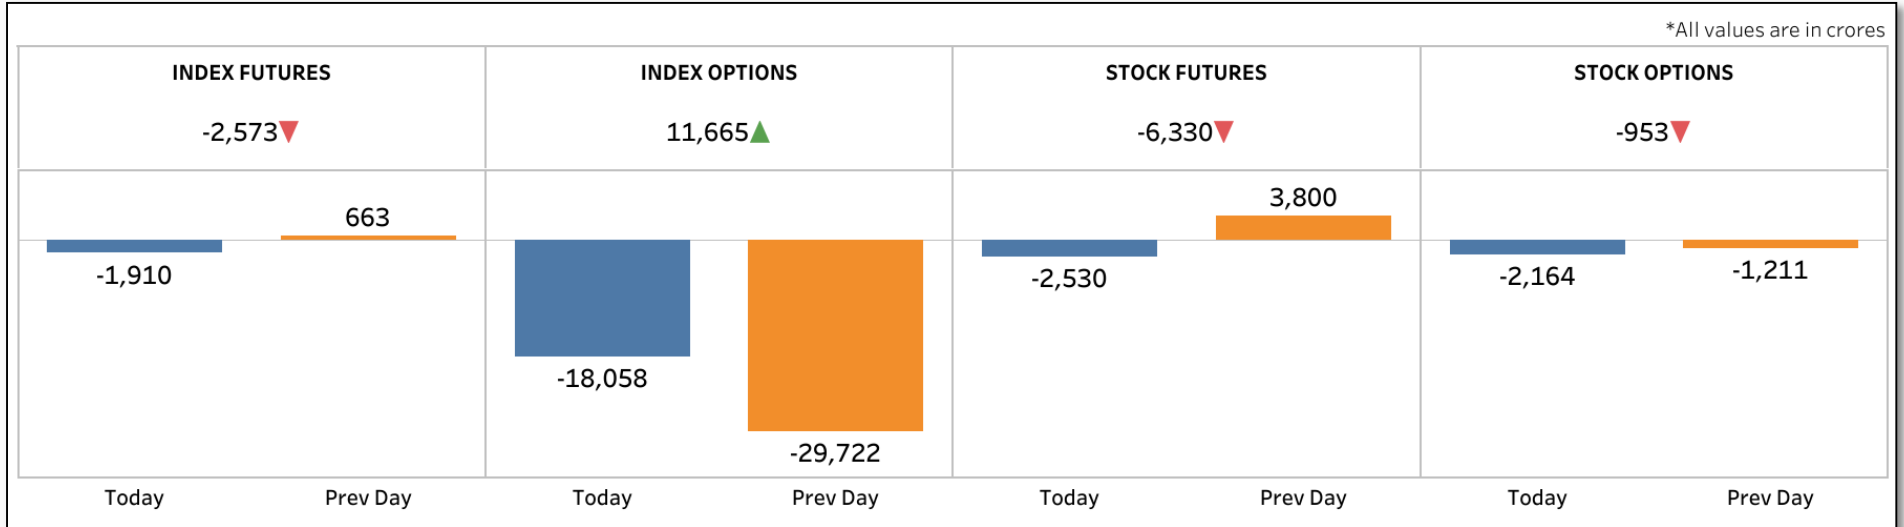 *All values are in crores
INDEX FUTURES
-2,573▼
INDEX OPTIONS
11,665▲
STOCK FUTURES
-6,330▼
STOCK OPTIONS
-953▼
663
-1,910
-18,058
-29,722
3,800
-2,530
-2,164
-1,211
Today Prev Day Today Prev Day Today Prev Day Today Prev Day